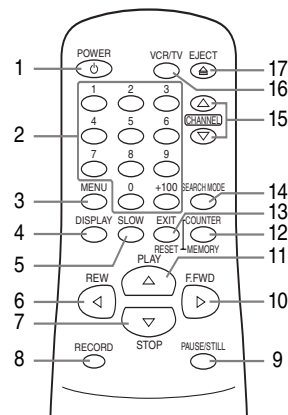 POWER VCR/TV EJECT
1 17
16
1 2 3
15
CHANNEL
2 4 5 6
7 8 9
MENU 0 +100 SEARCH MODE
3 14
13
DISPLAY SLOW EXIT COUNTER
4 12
RESET MEMORY
5 PLAY 11
REW F.FWD
6 10
7
STOP
RECORD PAUSE/STILL
8 9